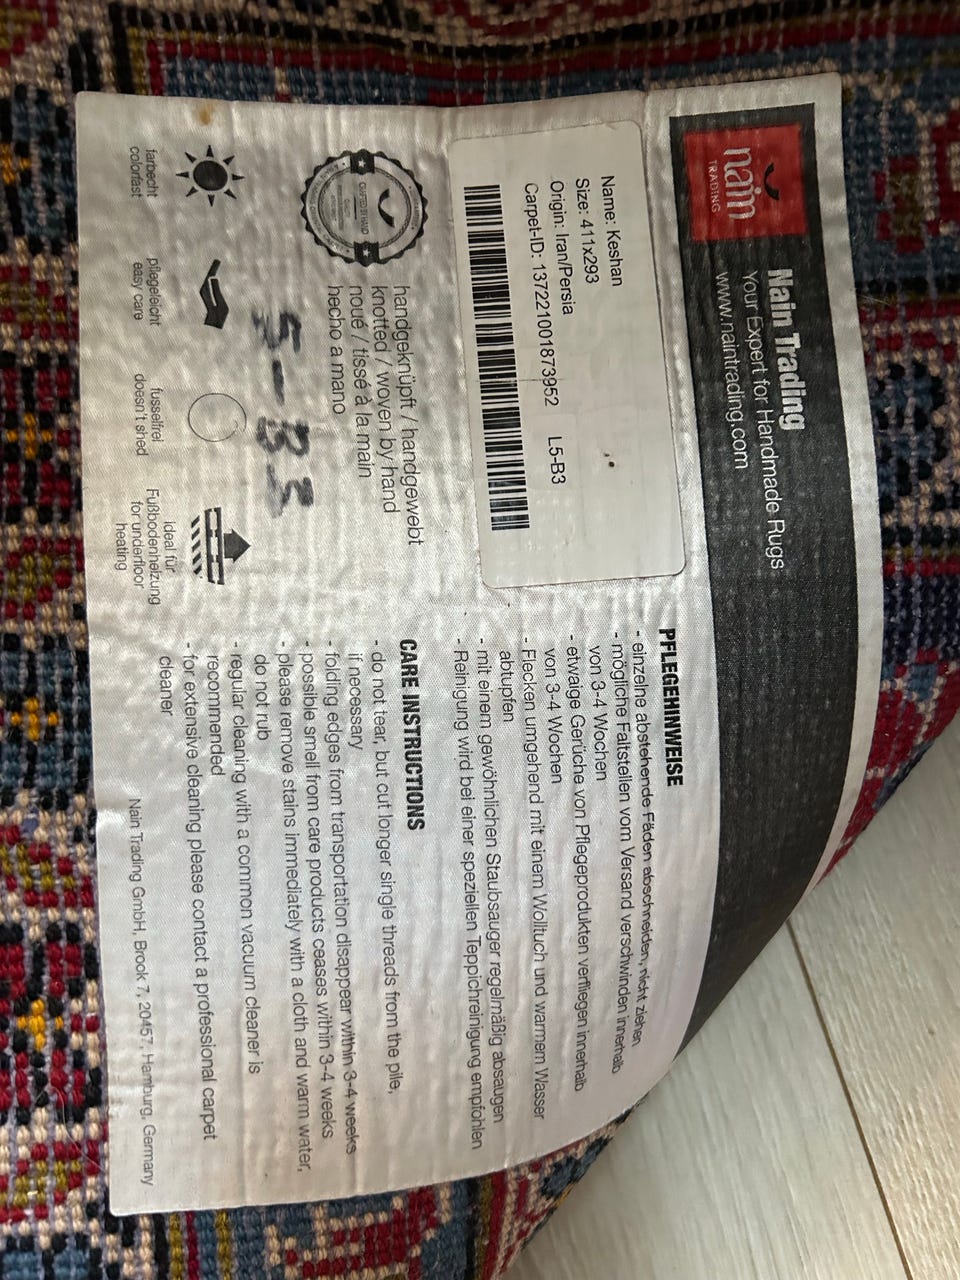 nain
TRADING
Nain Trading
Your Expert for Handmade Rugs
www.naintrading.com
Name: Keshan
Size: 411x293
Origin: Iran/Persia
Carpet-ID: 137221001873952 L5-B3
handgeknüpft / handgewebt
knotted / woven by hand
noué / tissé à la main
hecho a mano
farbecht
colorfast
pflegeleicht
easy care
fusselfrei
doesn't shed
ideal für
Fußbodenheizung
for underfloor
heating
PFLEGEHINWEISE
- einzelne abstehende Fäden abschneiden, nicht ziehen
- mögliche Faltstellen vom Versand verschwinden innerhalb
von 3-4 Wochen
- etwaige Gerüche von Pflegeprodukten verfliegen innerhalb
von 3-4 Wochen
- Flecken umgehend mit einem Wolltuch und warmem Wasser
abtupfen
- mit einem gewöhnlichen Staubsauger regelmäßig absaugen
- Reinigung wird bei einer speziellen Teppichreinigung empfohlen
CARE INSTRUCTIONS
- do not tear, but cut longer single threads from the pile,
if necessary
- folding edges from transportation disappear within 3-4 weeks
- possible smell from care products ceases within 3-4 weeks
- please remove stains immediately with a cloth and warm water,
do not rub
- regular cleaning with a common vacuum cleaner is
recommended
- for extensive cleaning please contact a professional carpet
cleaner
Nain Trading GmbH, Brook 7, 20457, Hamburg, Germany